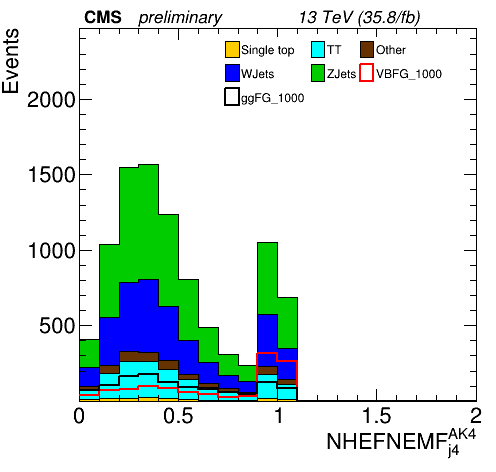 CMS preliminary 13 TeV (35.8/fb)
Events
Single top TT Other
WJets ZJets VBFG_1000
ggFG_1000
2000
1500
1000
500
0 0.5 1 1.5 2
NHEFNEMF^{AK4}_{j4}